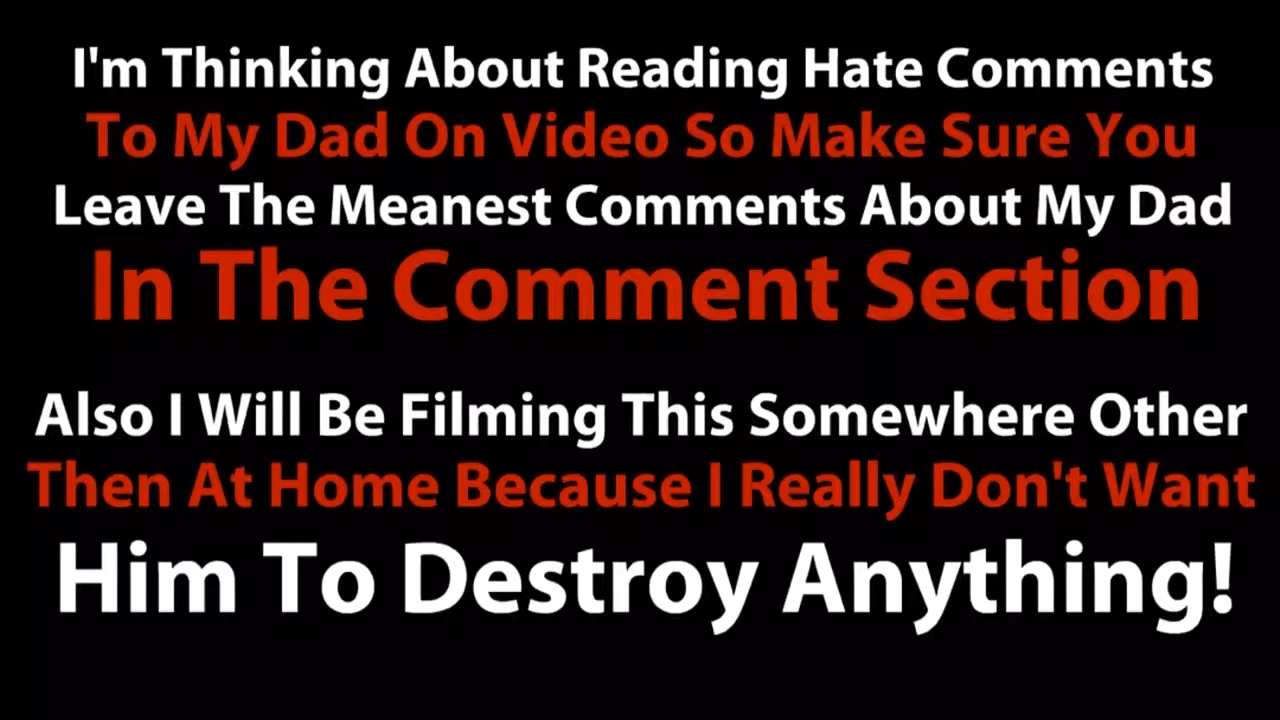 I'm Thinking About Reading Hate Comments
To My Dad On Video So Make Sure You
Leave The Meanest Comments About My Dad
In The Comment Section
Also I Will Be Filming This Somewhere Other
Then At Home Because I Really Don't Want
Him To Destroy Anything!